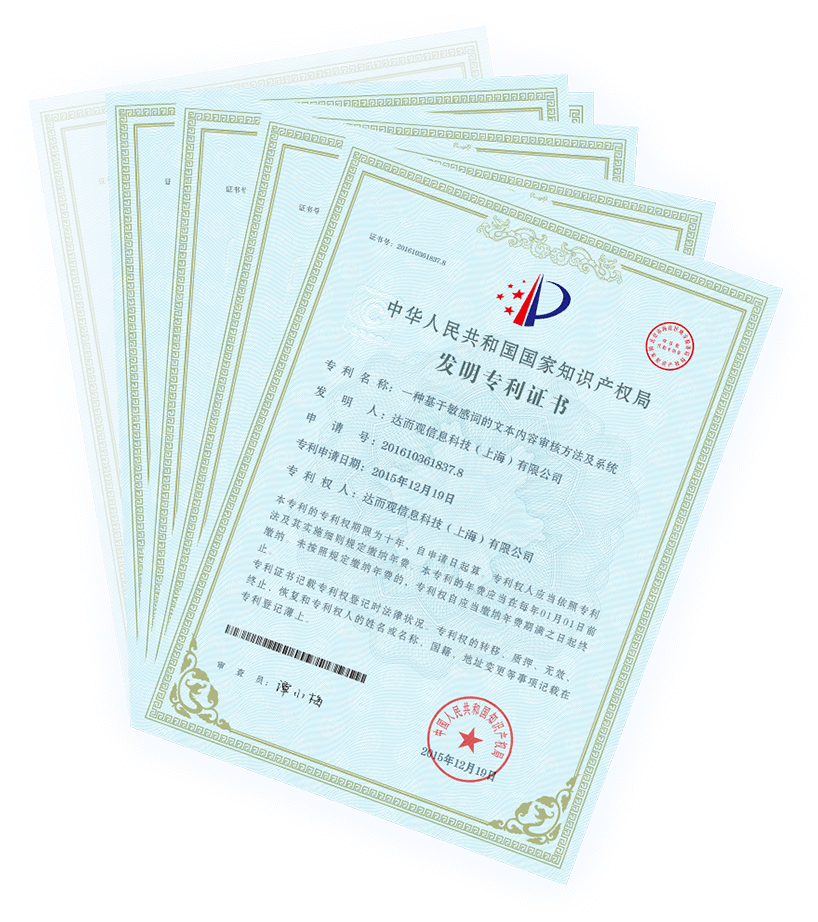 证书号
证书号
证书号: 201610361837.8
中华人民共和国国家知识产权局
发明专利证书
专利名称: 一种基于敏感词的文本内容审核方法及系统
发明人: 达而观信息科技（上海）有限公司
申请号: 201610361837.8
专利申请日期: 2015年12月19日
专利权人: 达而观信息科技（上海）有限公司
本专利的专利权期限为十年，自申请日起算。专利权人应当依照专利
法及其实施细则规定缴纳年费。本专利的年费应当在每年01月01日前
缴纳。未按照规定缴纳年费的，专利权自应当缴纳年费期满之日起终
止。
专利证书记载专利权登记时法律状况。专利权的转移、质押、无效、
终止、恢复和专利权人的姓名或名称、国籍、地址变更等事项记载在
专利登记薄上.
审查员:
谭小梅
中国人民共和国知识产权局
2015年12月19日